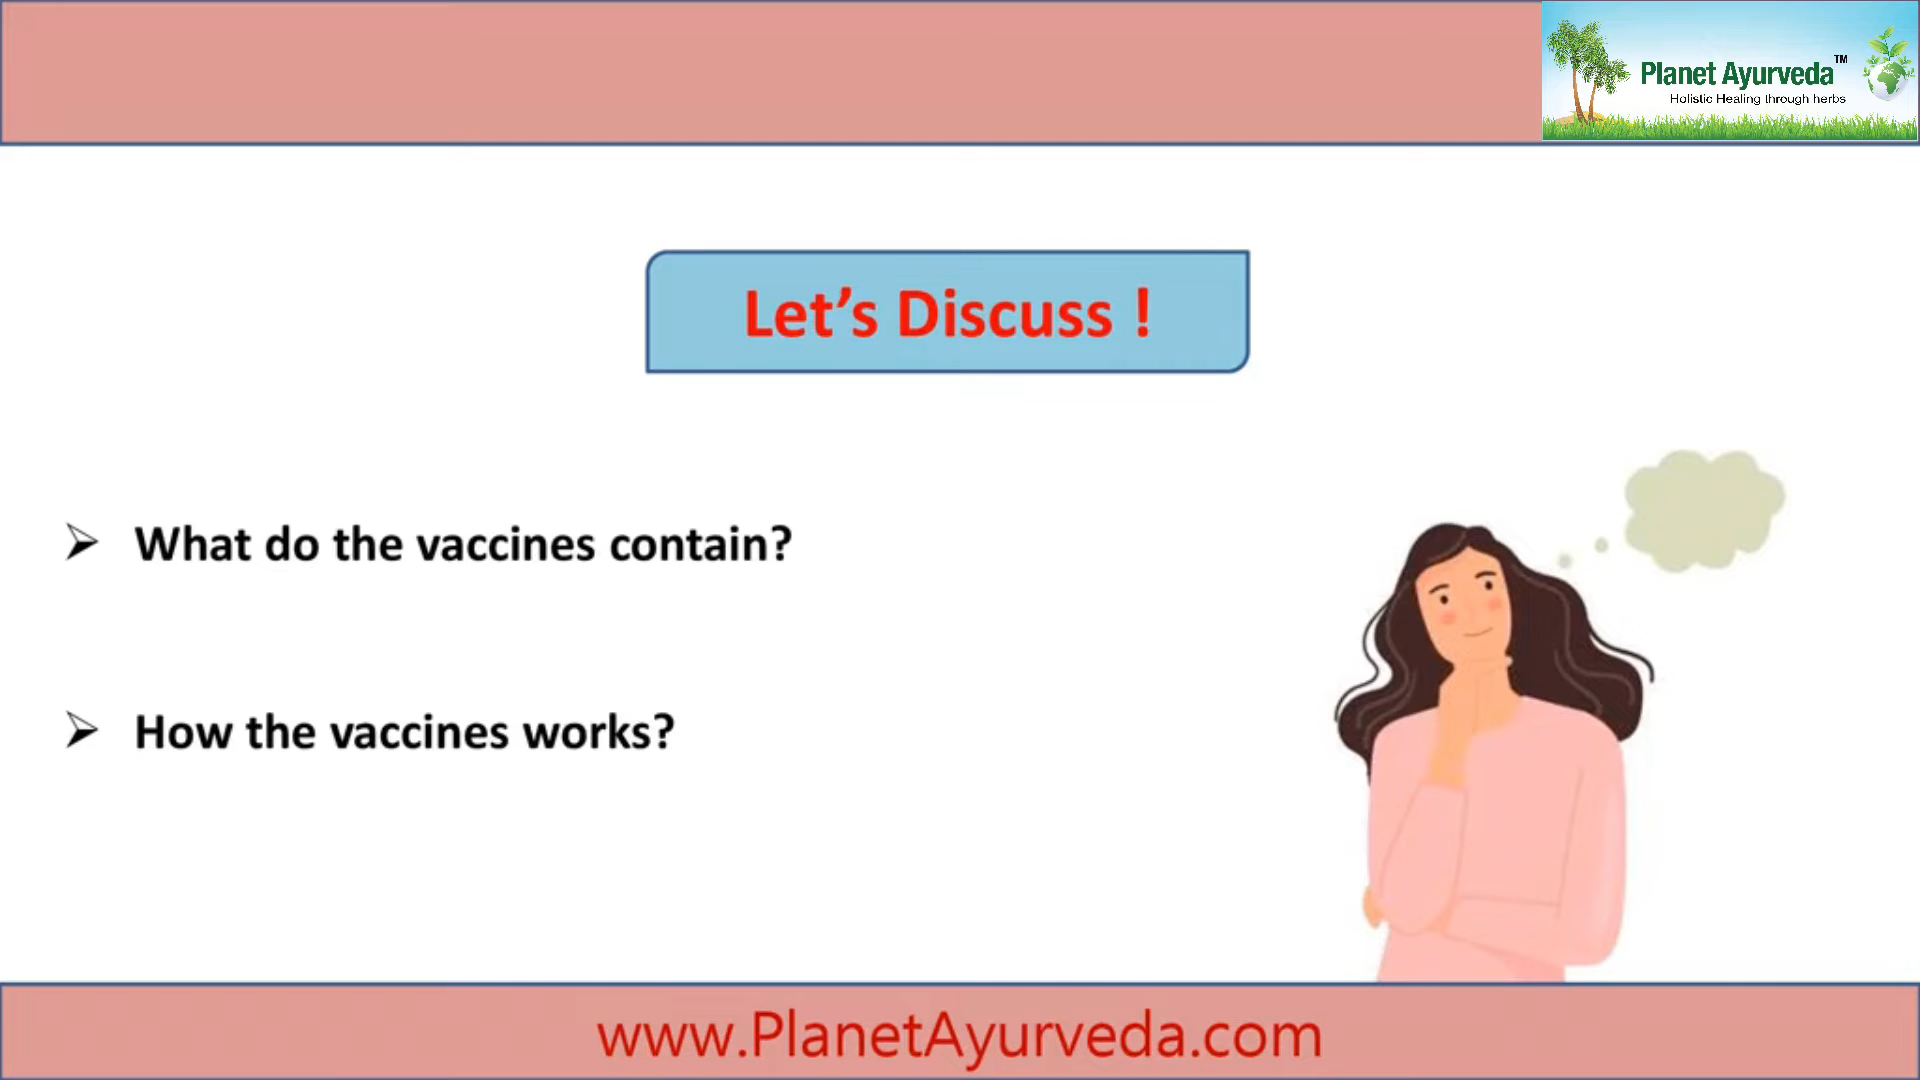 Planet Ayurveda™
Holistic Healing through herbs
Let’s Discuss !
➢ What do the vaccines contain?
➢ How the vaccines works?
www.PlanetAyurveda.com